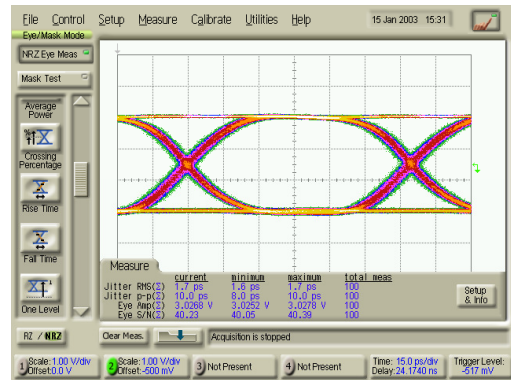 File Control Setup Measure Calibrate Utilities Help 15 Jan 2003 15:31
Eye/Mask Mode
NRZ Eye Meas
Mask Test
Average
Power
Crossing
Percentage
Rise Time
Fall Time
One Level
Measure
current minimum maximum total meas
Jitter RMS(Σ) 1.7 ps 1.6 ps 1.7 ps 100
Jitter p-p(Σ) 10.0 ps 8.0 ps 10.0 ps 100
Eye Amp(Σ) 3.0268 V 3.0252 V 3.0278 V 100
Eye S/N(Σ) 40.23 40.05 40.39 100
Setup
& Info
RZ / NRZ
Clear Meas.
Acquisition is stopped
1 Scale:1.00 V/div
Offset:0.0 V
2 Scale:1.00 V/div
Offset:-500 mV
3 Not Present
4 Not Present
Time: 15.0 ps/div
Delay:24.1740 ns
Trigger Level:
-517 mV